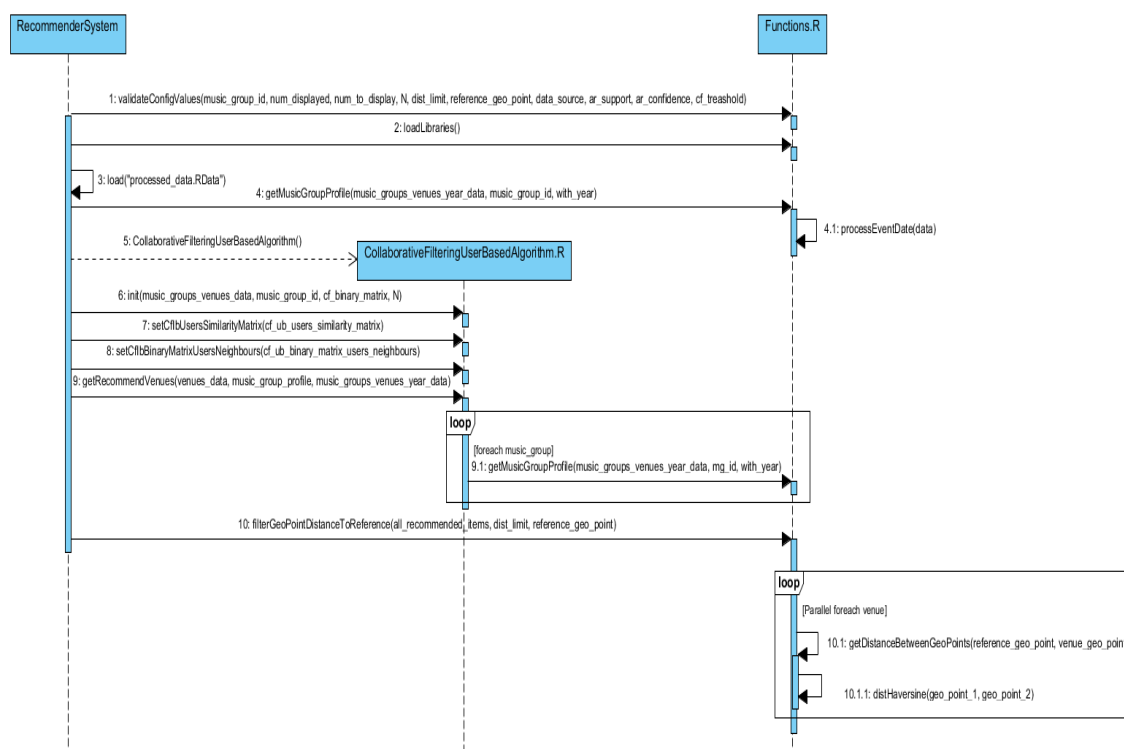 RecommenderSystem
Functions.R
1: validateConfigValues(music_group_id, num_displayed, num_to_display, N, dist_limit, reference_geo_point, data_source, ar_support, ar_confidence, cf_treashold)
2: loadLibraries()
3: load("processed_data.RData")
4: getMusicGroupProfile(music_groups_venues_year_data, music_group_id, with_year)
4.1: processEventDate(data)
5: CollaborativeFilteringUserBasedAlgorithm()
CollaborativeFilteringUserBasedAlgorithm.R
6: init(music_groups_venues_data, music_group_id, cf_binary_matrix, N)
7: setCfIbUsersSimilarityMatrix(cf_ub_users_similarity_matrix)
8: setCfIbBinaryMatrixUsersNeighbours(cf_ub_binary_matrix_users_neighbours)
9: getRecommendVenues(venues_data, music_group_profile, music_groups_venues_year_data)
loop
[foreach music_group]
9.1: getMusicGroupProfile(music_groups_venues_year_data, mg_id, with_year)
10: filterGeoPointDistanceToReference(all_recommended_items, dist_limit, reference_geo_point)
loop
[Parallel foreach venue]
10.1: getDistanceBetweenGeoPoints(reference_geo_point, venue_geo_point
10.1.1: distHaversine(geo_point_1, geo_point_2)